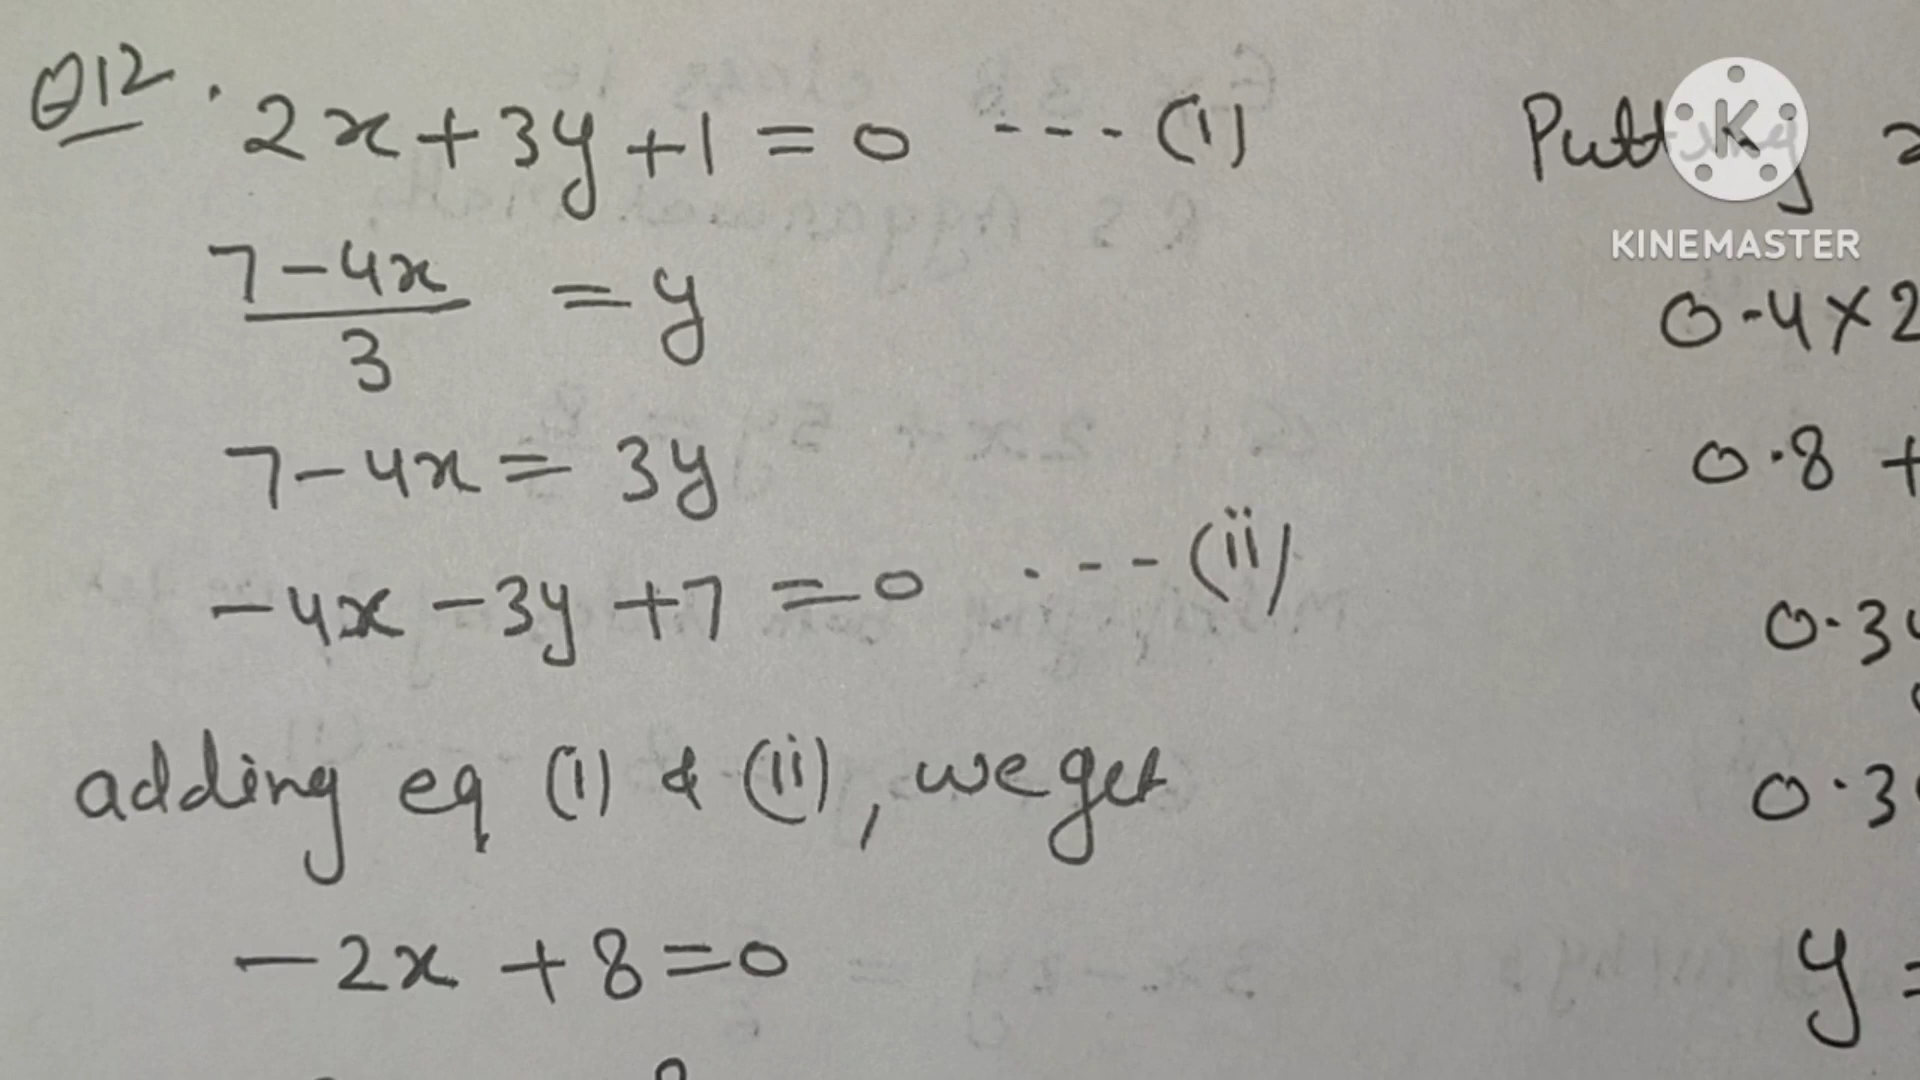 Q12. 2x + 3y + 1 = 0 ---- (i)
7 - 4x
3
= y
7 - 4x = 3y
-4x - 3y + 7 = 0 ---- (ii)
adding eq (i) & (ii), we get
-2x + 8 = 0
KINEMASTER
0.4 × 2
0.8 +
0.3
0.3
y =